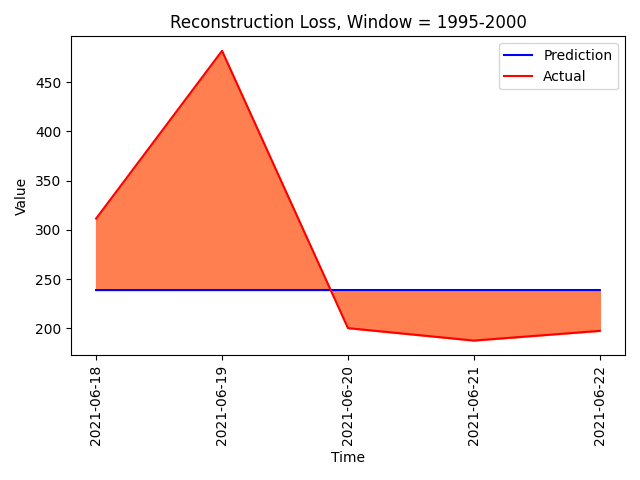 Reconstruction Loss, Window = 1995-2000
Prediction
Actual
Value
450
400
350
300
250
200
2021-06-18
2021-06-19
2021-06-20
2021-06-21
2021-06-22
Time